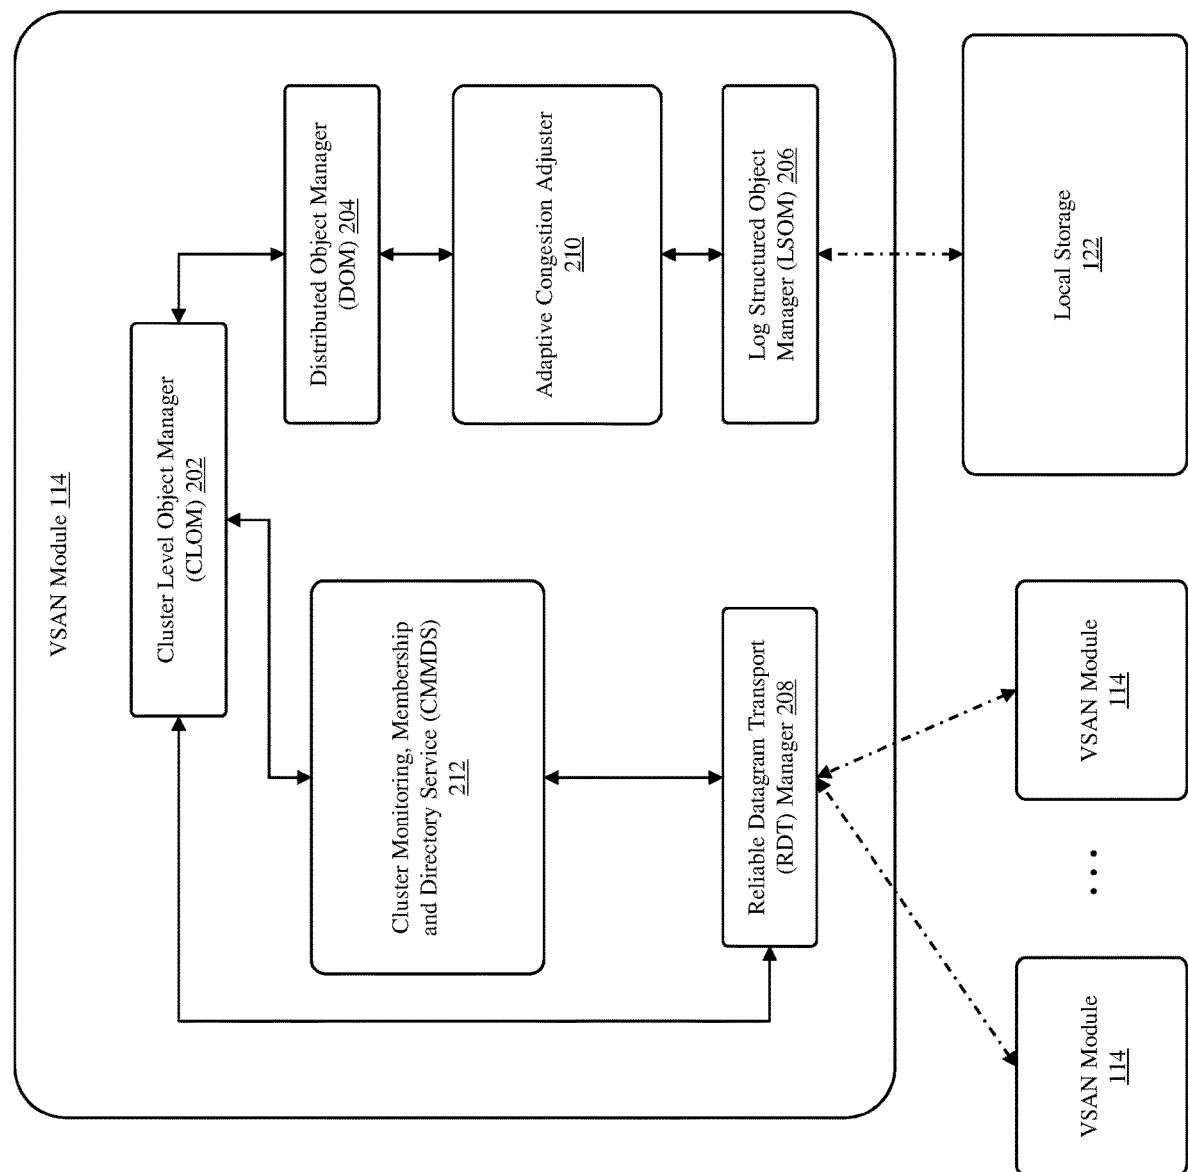 VSAN Module 114
Cluster Level Object Manager
(CLOM) 202
Cluster Monitoring, Membership
and Directory Service (CMMDS)
212
Distributed Object Manager
(DOM) 204
Adaptive Congestion Adjuster
210
Reliable Datagram Transport
(RDT) Manager 208
Log Structured Object
Manager (LSOM) 206
VSAN Module
114
VSAN Module
114
Local Storage
122